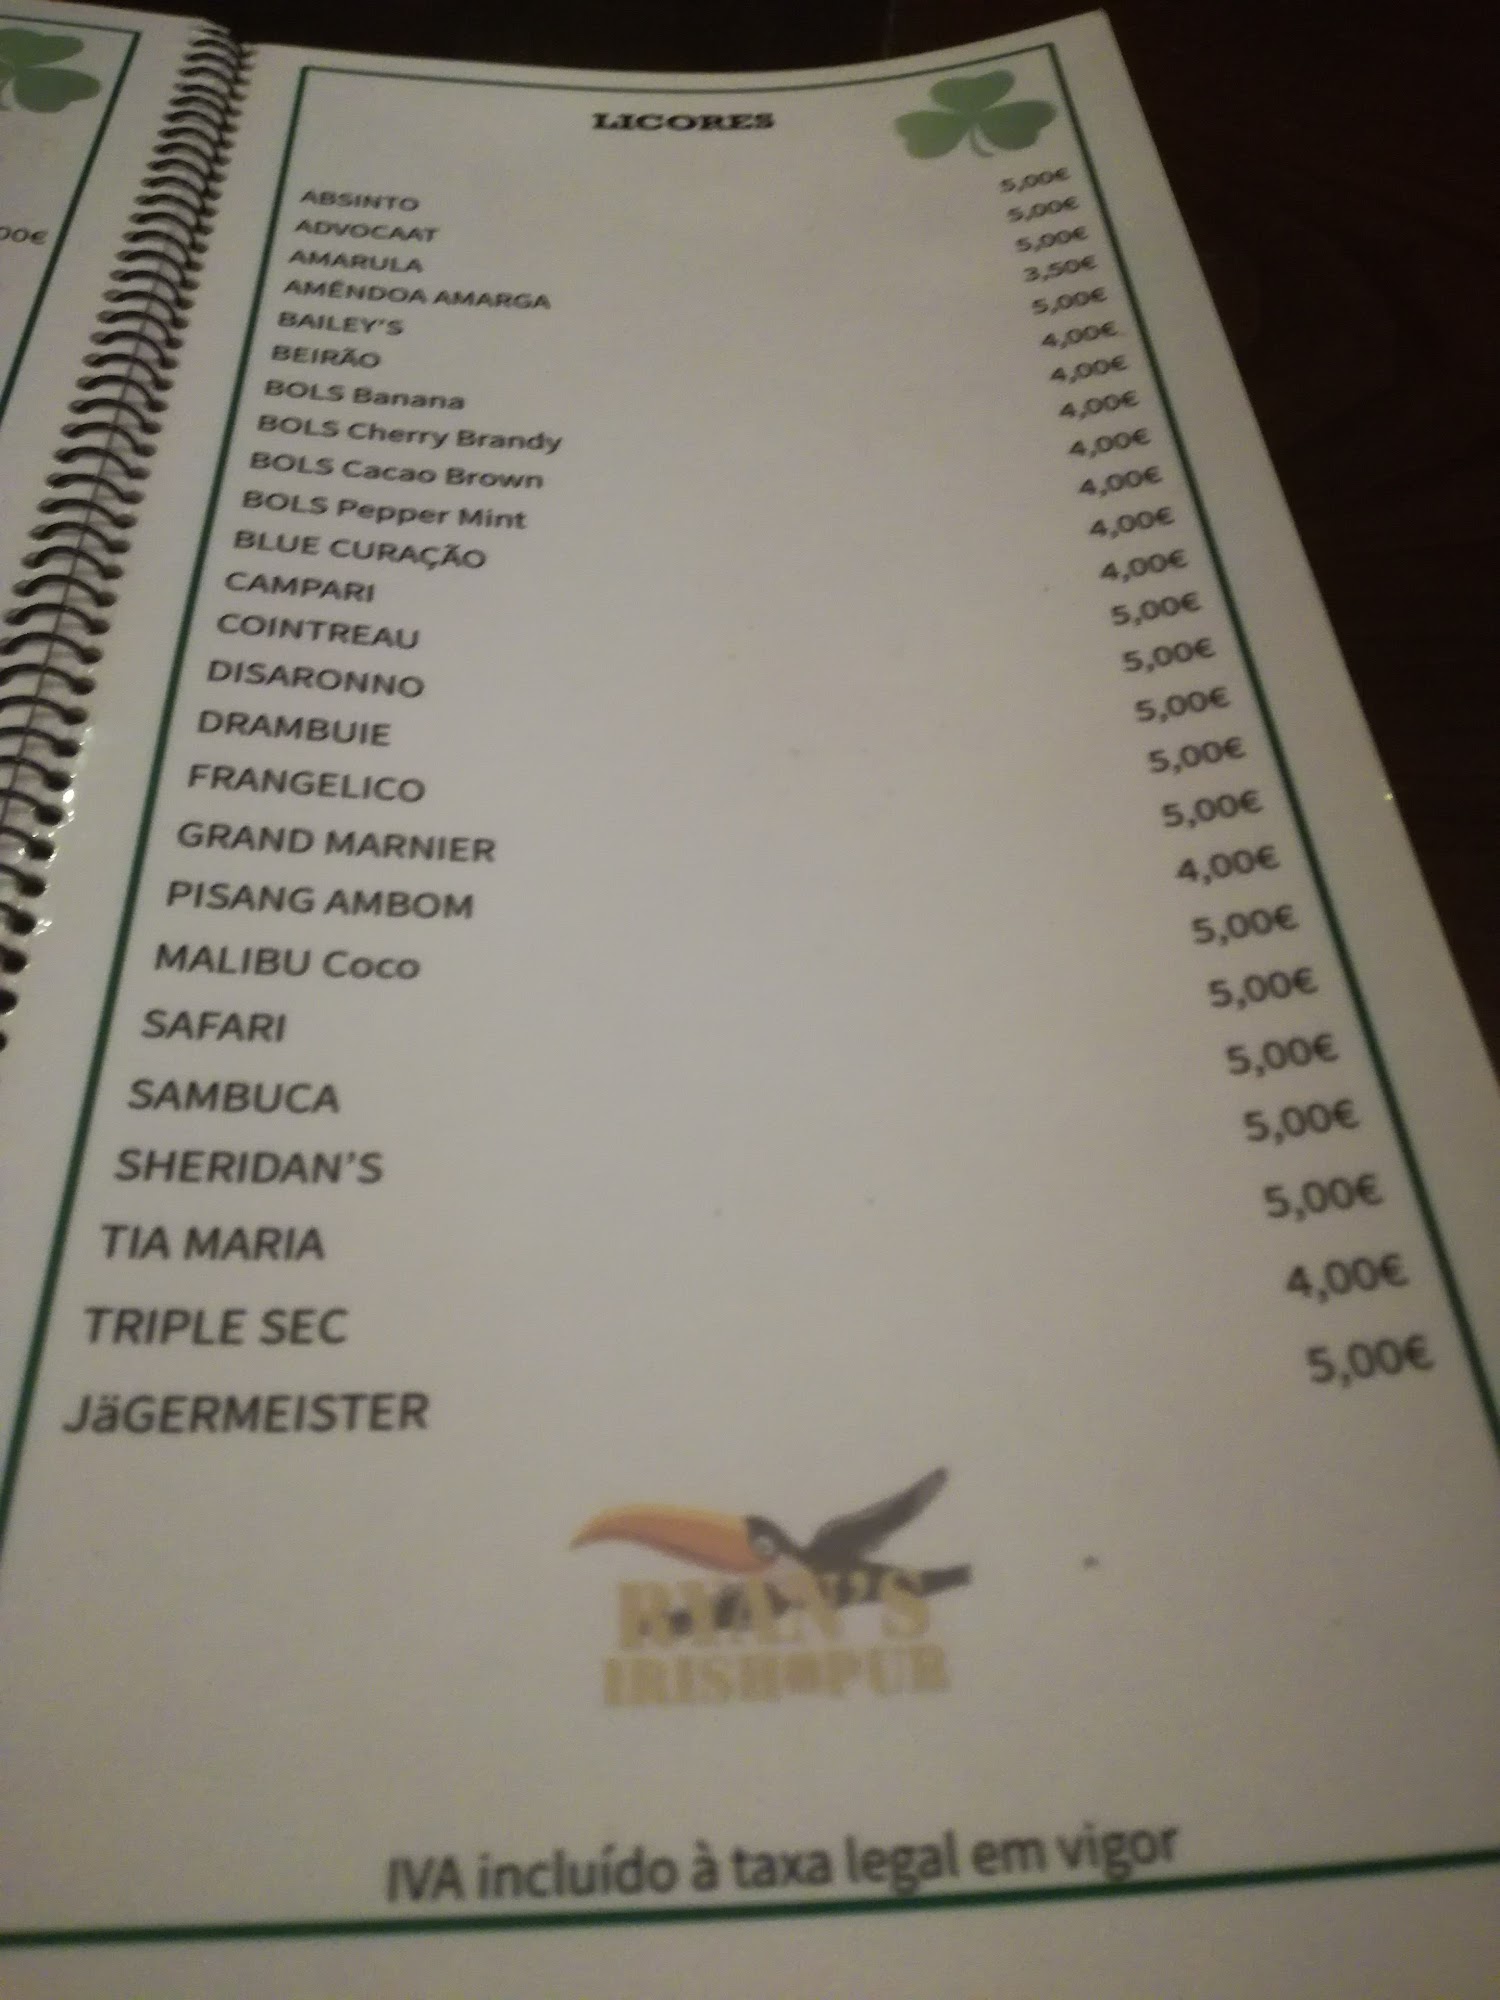 LICORES
ABSINTO 5,00€
ADVOCAAT 5,00€
AMARULA 5,00€
AMÊNDOA AMARGA 3,50€
BAILEY'S 5,00€
BEIRÃO 4,00€
BOLS Banana 4,00€
BOLS Cherry Brandy 4,00€
BOLS Cacao Brown 4,00€
BOLS Pepper Mint 4,00€
BLUE CURAÇÃO 4,00€
CAMPARI 4,00€
COINTREAU 5,00€
DISARONNO 5,00€
DRAMBUIE 5,00€
FRANGELICO 5,00€
GRAND MARNIER 5,00€
PISANG AMBOM 4,00€
MALIBU Coco 5,00€
SAFARI 5,00€
SAMBUCA 5,00€
SHERIDAN'S 5,00€
TIA MARIA 5,00€
TRIPLE SEC 4,00€
JäGERMEISTER 5,00€
RYAN'S
IRISH PUB
IVA incluído à taxa legal em vigor